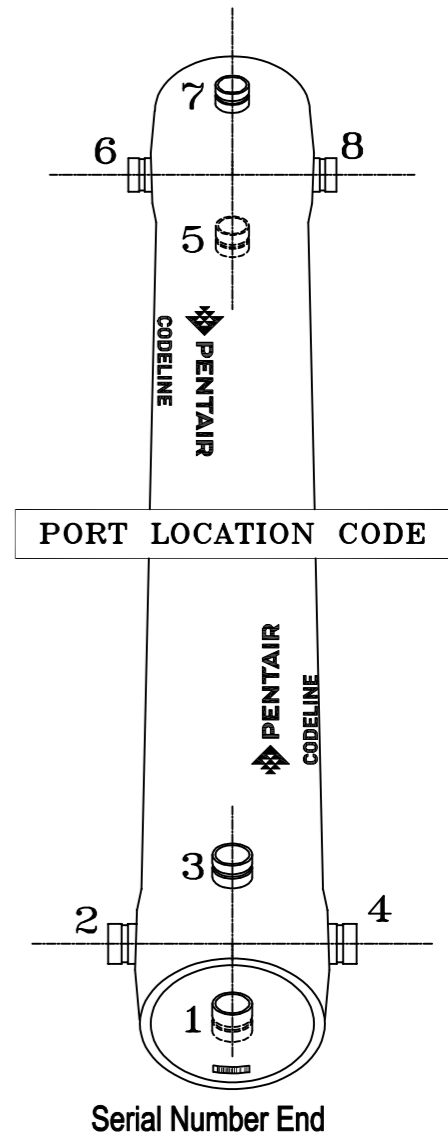 7
6
8
5
CODELINE
PENTAIR
PORT LOCATION CODE
PENTAIR
CODELINE
3
2
4
1
Serial Number End